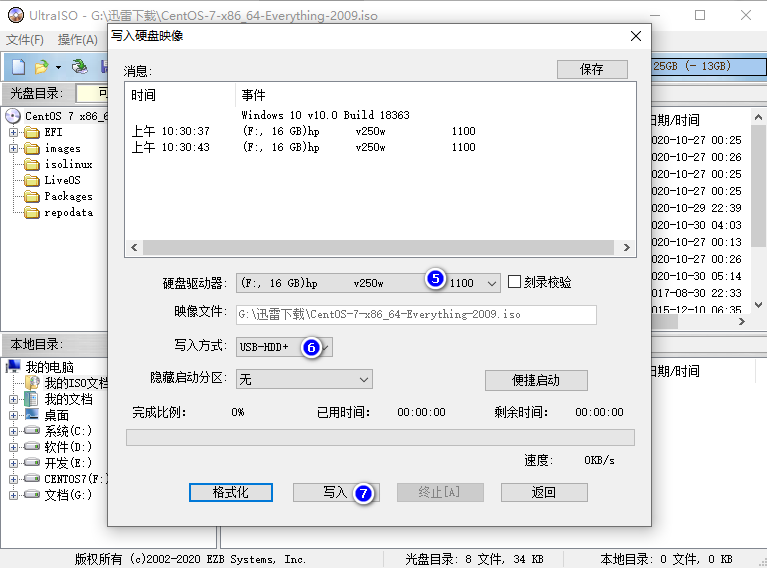 UltraISO - G:\迅雷下载\CentOS-7-x86_64-Everything-2009.iso
文件(F) 操作(A)
写入硬盘映像
消息:
保存
25GB (- 13GB)
光盘目录:
可
时间 事件
Windows 10 v10.0 Build 18363
上午 10:30:37 (F:, 16 GB)hp v250w 1100
上午 10:30:43 (F:, 16 GB)hp v250w 1100
CentOS 7 x86_6
EFI
images
isolinux
LiveOS
Packages
repodata
日期/时间
020-10-27 00:25
020-10-27 00:26
020-10-27 00:25
020-10-27 00:25
020-10-29 22:39
020-10-30 04:03
020-10-27 00:13
020-10-27 00:26
020-10-30 05:14
017-08-30 22:33
015-12-10 06:35
硬盘驱动器: (F:, 16 GB)hp v250w 5 1100 刻录校验
映像文件: G:\迅雷下载\CentOS-7-x86_64-Everything-2009.iso
写入方式: USB-HDD+ 6
隐藏启动分区: 无 便捷启动
完成比例: 0% 已用时间: 00:00:00 剩余时间: 00:00:00
速度: 0KB/s
格式化 写入 7 终止[A] 返回
本地目录:
日期/时间
我的电脑
我的ISO文档
我的文档
桌面
系统(C:)
软件(D:)
开发(E:)
CENTOS7(F:)
文档(G:)
版权所有 (c)2002-2020 EZB Systems, Inc. 光盘目录: 8 文件, 34 KB 本地目录: 0 文件, 0 KB